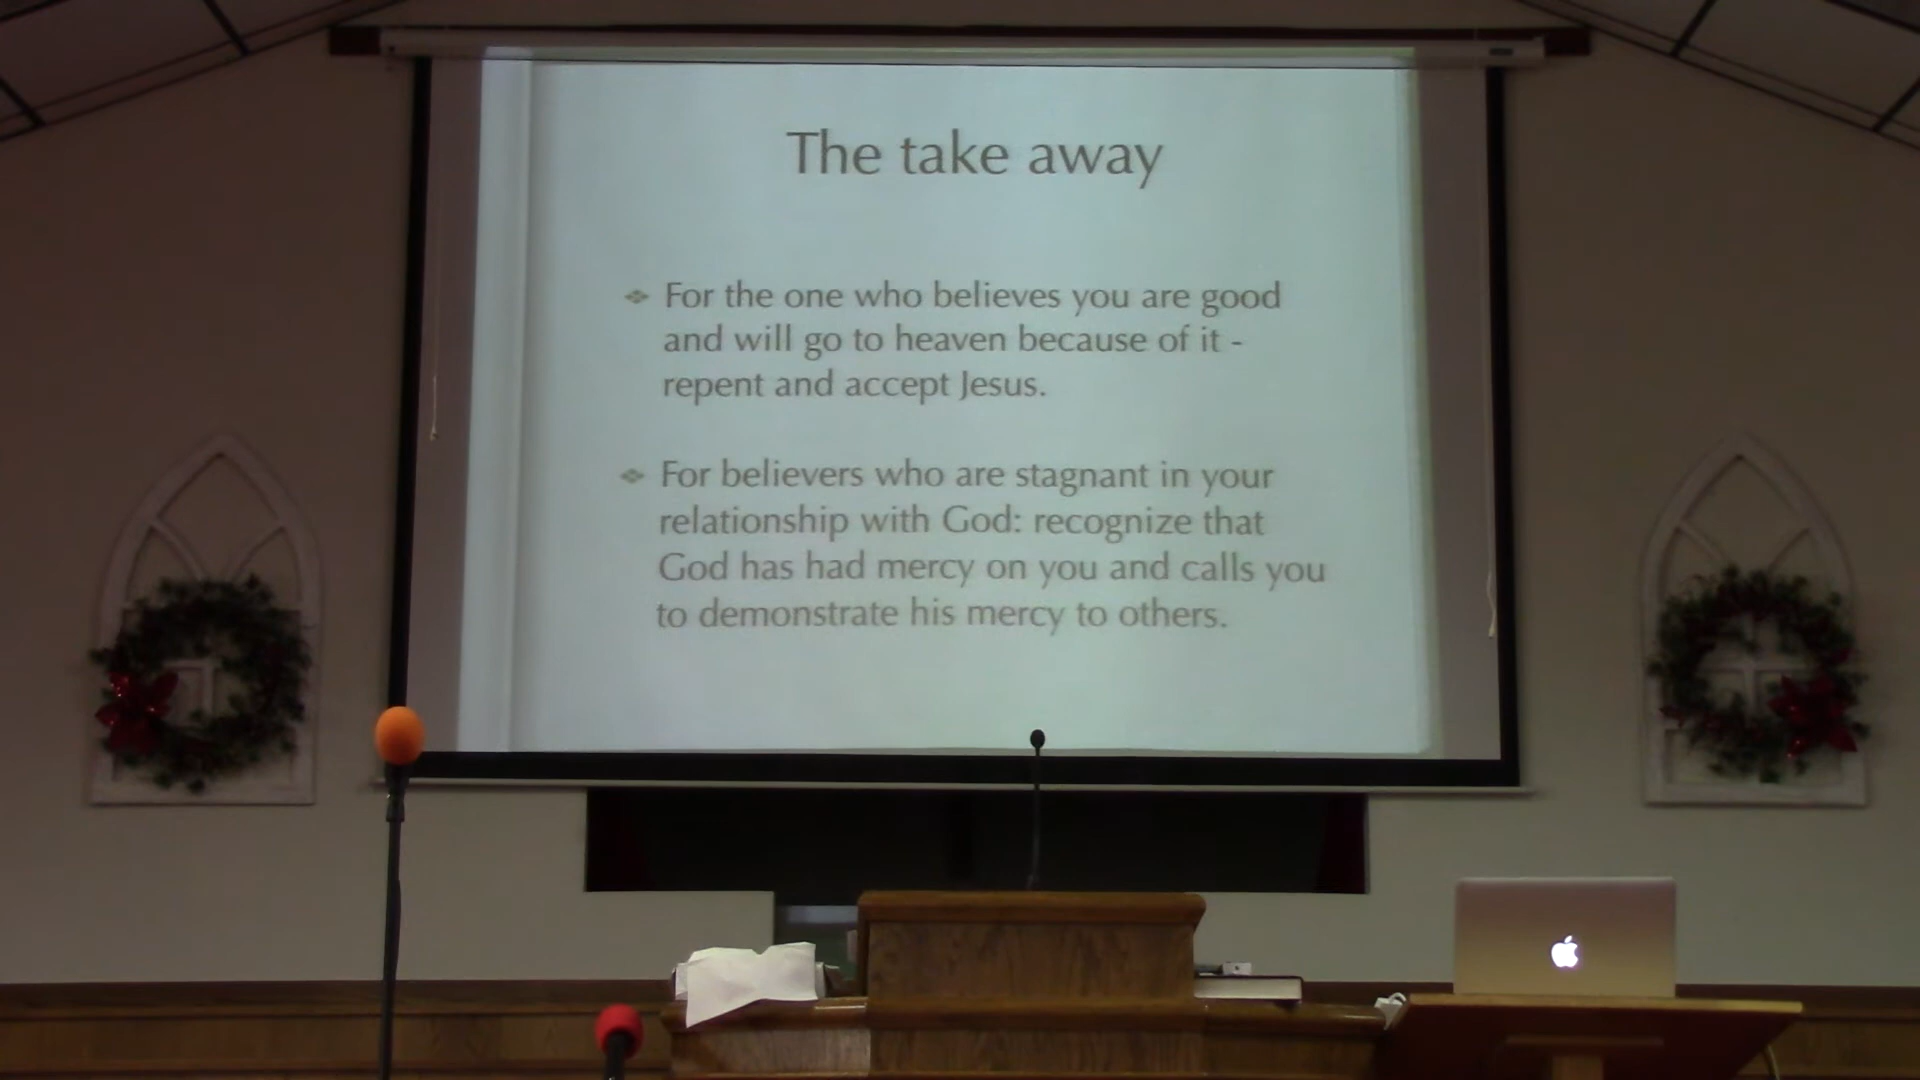 The take away
For the one who believes you are good
and will go to heaven because of it -
repent and accept Jesus.
For believers who are stagnant in your
relationship with God: recognize that
God has had mercy on you and calls you
to demonstrate his mercy to others.